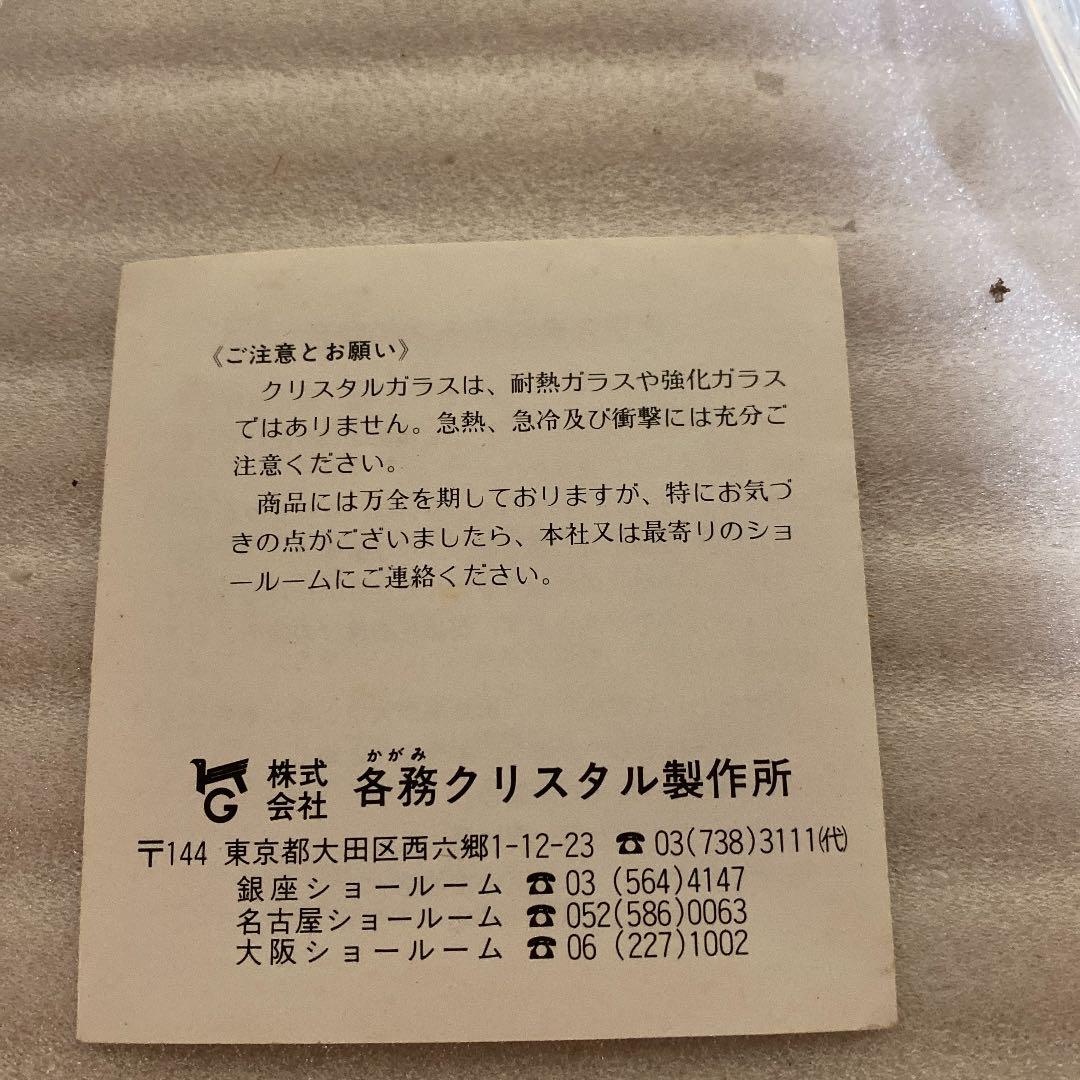 《ご注意とお願い》
クリスタルガラスは、耐熱ガラスや強化ガラス
ではありません。急熱、急冷及び衝撃には充分ご
注意ください。
商品には万全を期しておりますが、特にお気づ
きの点がございましたら、本社又は最寄りのショ
ールームにご連絡ください。
KG 株式会社 各務クリスタル製作所
かがみ
〒144 東京都大田区西六郷1-12-23 ☎ 03(738)3111㈹
銀座ショールーム ☎ 03 (564)4147
名古屋ショールーム ☎ 052(586)0063
大阪ショールーム ☎ 06 (227)1002